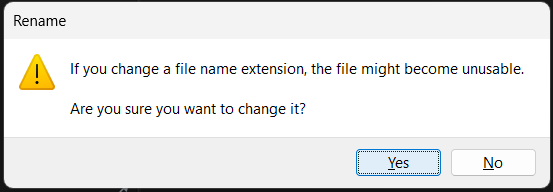 Rename
If you change a file name extension, the file might become unusable.
Are you sure you want to change it?
Yes
No